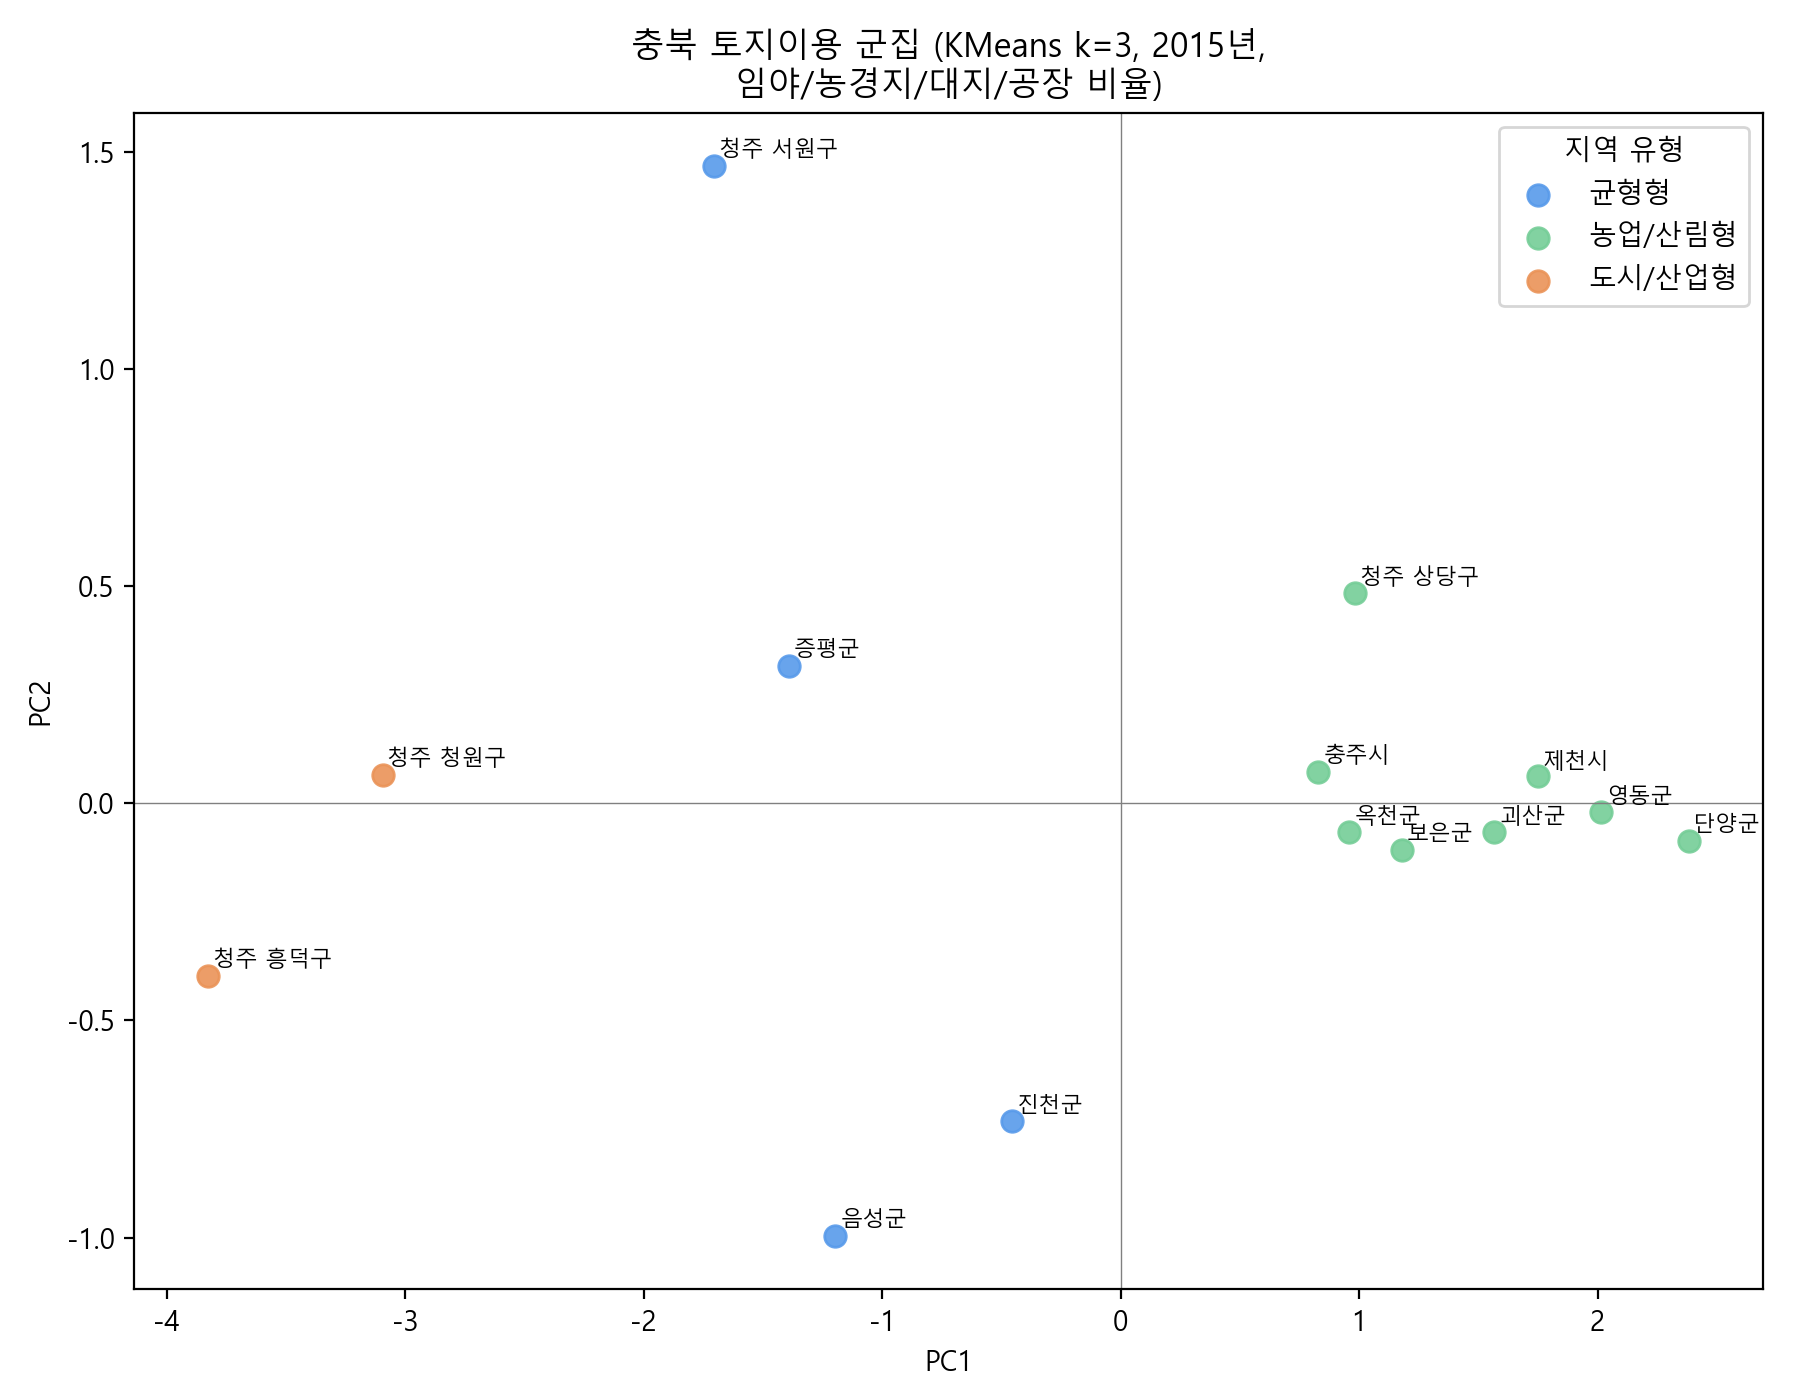 충북 토지이용 군집 (KMeans k=3, 2015년,
임야/농경지/대지/공장 비율)
지역 유형
균형형
농업/산림형
도시/산업형
청주 서원구
청주 상당구
증평군
청주 청원구
충주시
제천시
영동군
옥천군
보은군
괴산군
단양군
청주 흥덕구
진천군
음성군
PC2
1.5
1.0
0.5
0.0
-0.5
-1.0
-4
-3
-2
-1
0
1
2
PC1